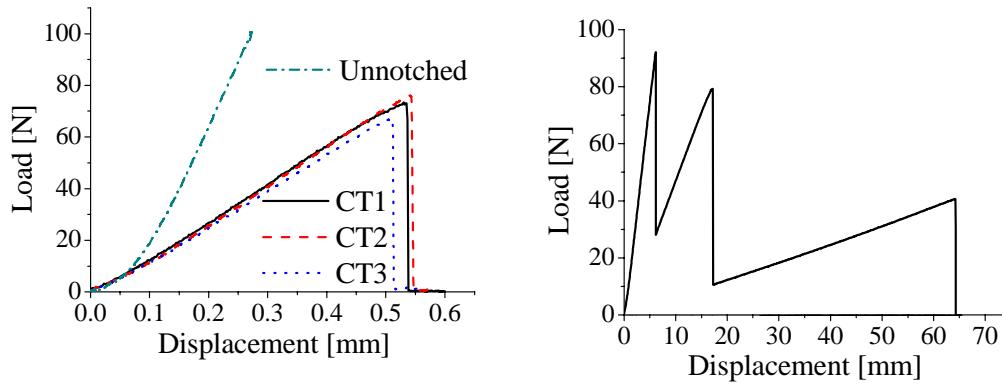 100
80
60
40
20
0
Load [N]
0.0 0.1 0.2 0.3 0.4 0.5 0.6
Displacement [mm]
Unnotched
CT1
CT2
CT3
100
80
60
40
20
0
Load [N]
0 10 20 30 40 50 60 70
Displacement [mm]